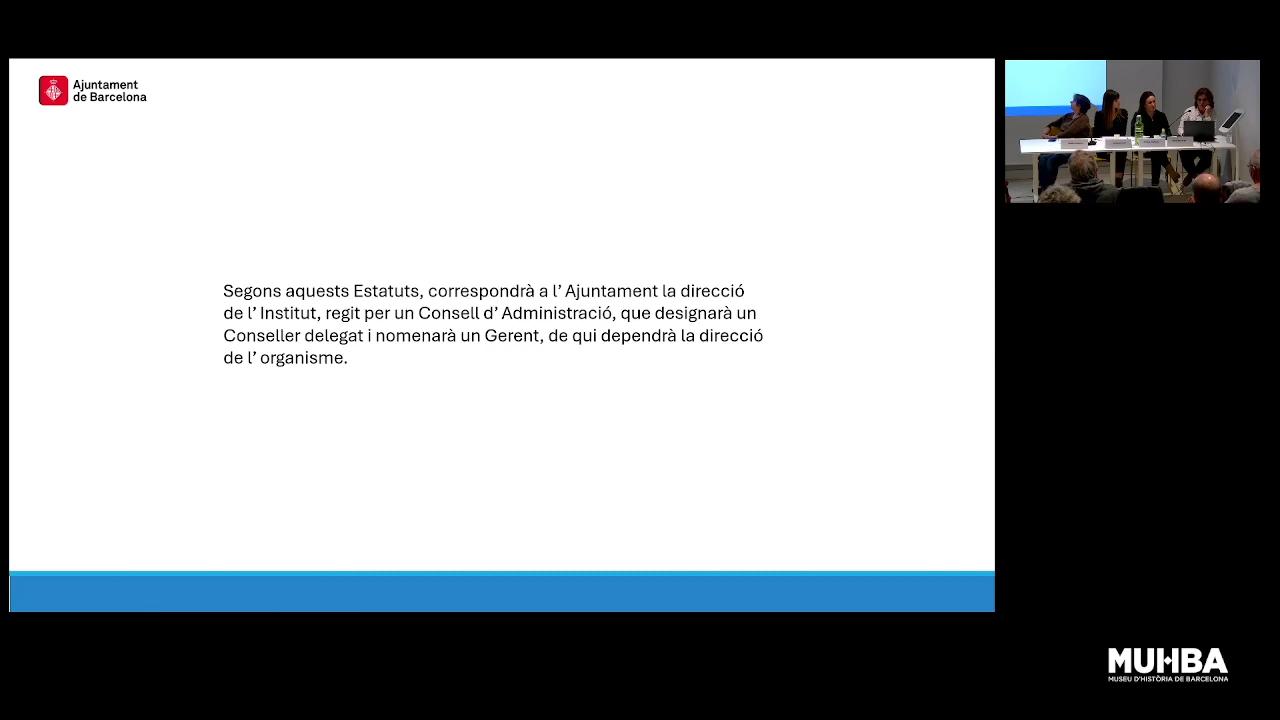 Ajuntament
de Barcelona
Segons aquests Estatuts, correspondrà a l’ Ajuntament la direcció
de l’ Institut, regit per un Consell d’ Administració, que designarà un
Conseller delegat i nomenarà un Gerent, de qui dependrà la direcció
de l’ organisme.
MUHBA
MUSEU D'HISTÒRIA DE BARCELONA